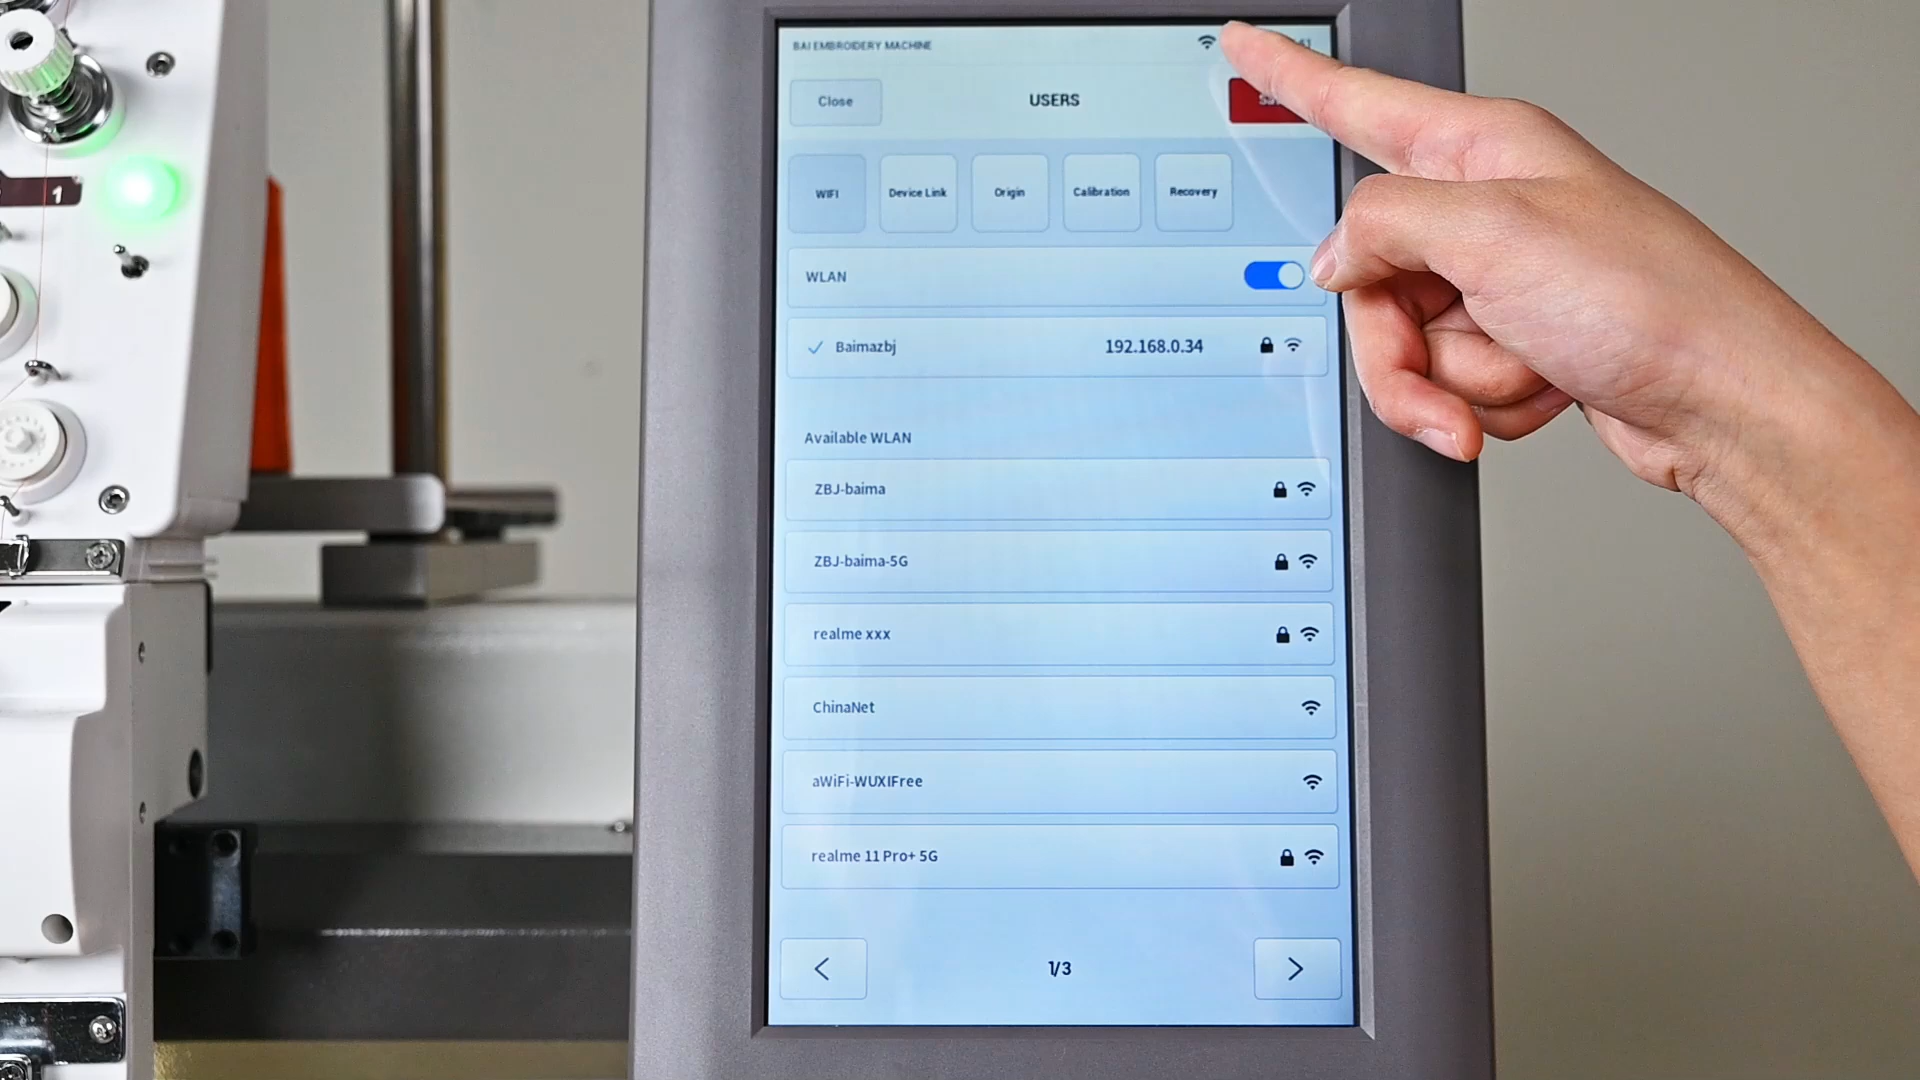 BAI EMBROIDERY MACHINE
Close
USERS
WIFI
Device Link
Origin
Calibration
Recovery
WLAN
Baimazbj 192.168.0.34
Available WLAN
ZBJ-baima
ZBJ-baima-5G
realme xxx
ChinaNet
aWiFi-WUXIFree
realme 11 Pro+ 5G
1/3
1